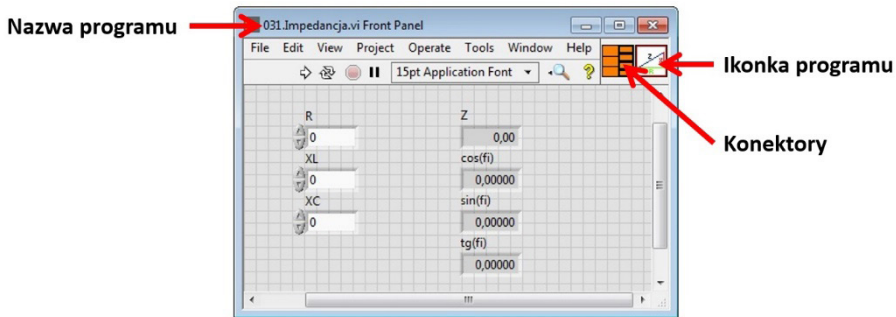 031.Impedancja.vi Front Panel
Nazwa programu
File Edit View Project Operate Tools Window Help
15pt Application Font
Ikonka programu
Konektory
R
0
Z
0,00
XL
0
cos(fi)
0,00000
XC
0
sin(fi)
0,00000
tg(fi)
0,00000